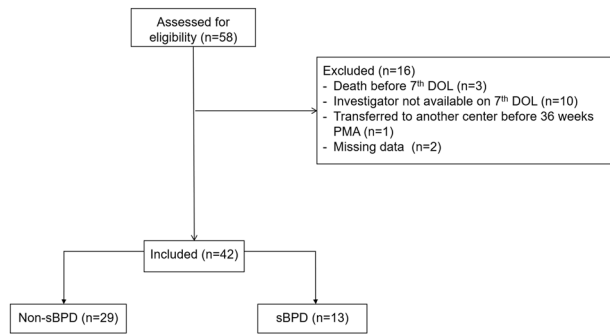 Assessed for
eligibility (n=58)
Excluded (n=16)
- Death before 7th DOL (n=3)
- Investigator not available on 7th DOL (n=10)
- Transferred to another center before 36 weeks
PMA (n=1)
- Missing data (n=2)
Included (n=42)
Non-sBPD (n=29)
sBPD (n=13)